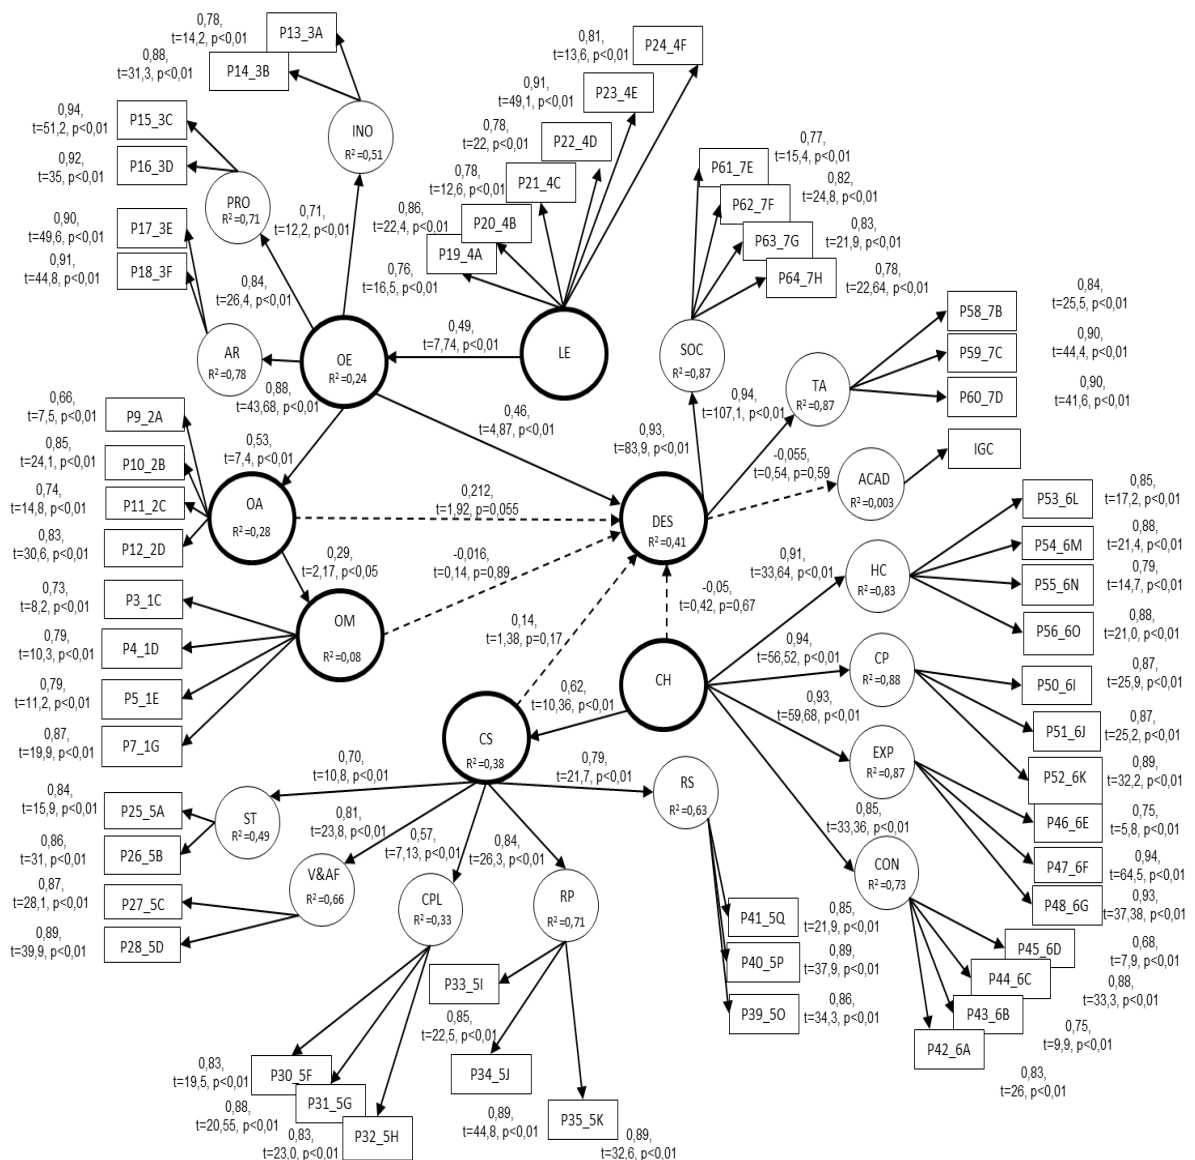 0,78,
t=14,2, p<0,01
P13_3A
0,88,
t=31,3, p<0,01
P14_3B
0,94,
t=51,2, p<0,01
P15_3C
0,92,
t=35, p<0,01
P16_3D
0,90,
t=49,6, p<0,01
P17_3E
0,91,
t=44,8, p<0,01
P18_3F
INO
R²=0,51
PRO
R²=0,71
AR
R²=0,78
0,71,
t=12,2, p<0,01
0,84,
t=26,4, p<0,01
0,88,
t=43,68, p<0,01
OE
R²=0,24
0,81,
t=13,6, p<0,01
P24_4F
0,91,
t=49,1, p<0,01
P23_4E
0,78,
t=22, p<0,01
P22_4D
0,78,
t=12,6, p<0,01
P21_4C
0,86,
t=22,4, p<0,01
P20_4B
P19_4A
0,76,
t=16,5, p<0,01
LE
0,49,
t=7,74, p<0,01
0,77,
t=15,4, p<0,01
P61_7E
0,82,
t=24,8, p<0,01
P62_7F
0,83,
t=21,9, p<0,01
P63_7G
0,78,
t=22,64, p<0,01
P64_7H
SOC
R²=0,87
TA
R²=0,87
P58_7B
0,84,
t=25,5, p<0,01
P59_7C
0,90,
t=44,4, p<0,01
P60_7D
0,90,
t=41,6, p<0,01
0,94,
t=107,1, p<0,01
0,93,
t=83,9, p<0,01
0,46,
t=4,87, p<0,01
-0,055,
t=0,54, p=0,59
ACAD
R²=0,003
IGC
0,66,
t=7,5, p<0,01
P9_2A
0,85,
t=24,1, p<0,01
P10_2B
0,74,
t=14,8, p<0,01
P11_2C
0,83,
t=30,6, p<0,01
P12_2D
0,53,
t=7,4, p<0,01
OA
R²=0,28
0,212,
t=1,92, p=0,055
DES
R²=0,41
0,29,
t=2,17, p<0,05
-0,016,
t=0,14, p=0,89
0,73,
t=8,2, p<0,01
P3_1C
0,79,
t=10,3, p<0,01
P4_1D
0,79,
t=11,2, p<0,01
P5_1E
0,87,
t=19,9, p<0,01
P7_1G
OM
R²=0,08
0,14,
t=1,38, p=0,17
-0,05,
t=0,42, p=0,67
CH
0,62,
t=10,36, p<0,01
0,91,
t=33,64, p<0,01
HC
R²=0,83
P53_6L
0,85,
t=17,2, p<0,01
P54_6M
0,88,
t=21,4, p<0,01
P55_6N
0,79,
t=14,7, p<0,01
P56_6O
0,88,
t=21,0, p<0,01
0,94,
t=56,52, p<0,01
CP
R²=0,88
P50_6I
0,87,
t=25,9, p<0,01
P51_6J
0,87,
t=25,2, p<0,01
P52_6K
0,89,
t=32,2, p<0,01
0,93,
t=59,68, p<0,01
EXP
R²=0,87
P46_6E
0,75,
t=5,8, p<0,01
P47_6F
0,94,
t=64,5, p<0,01
P48_6G
0,93,
t=37,38, p<0,01
0,85,
t=33,36, p<0,01
CON
R²=0,73
P45_6D
0,68,
t=7,9, p<0,01
P44_6C
0,88,
t=33,3, p<0,01
P43_6B
0,75,
t=9,9, p<0,01
P42_6A
0,83,
t=26, p<0,01
CS
R²=0,38
0,70,
t=10,8, p<0,01
0,79,
t=21,7, p<0,01
RS
R²=0,63
0,84,
t=15,9, p<0,01
P25_5A
0,86,
t=31, p<0,01
P26_5B
ST
R²=0,49
0,81,
t=23,8, p<0,01
0,57,
t=7,13, p<0,01
0,84,
t=26,3, p<0,01
0,87,
t=28,1, p<0,01
P27_5C
0,89,
t=39,9, p<0,01
P28_5D
V&AF
R²=0,66
CPL
R²=0,33
RP
R²=0,71
P41_5Q
0,85,
t=21,9, p<0,01
P40_5P
0,89,
t=37,9, p<0,01
P39_5O
0,86,
t=34,3, p<0,01
P33_5I
0,85,
t=22,5, p<0,01
P34_5J
0,89,
t=44,8, p<0,01
P35_5K
0,89,
t=32,6, p<0,01
0,83,
t=19,5, p<0,01
P30_5F
0,88,
t=20,55, p<0,01
P31_5G
0,83,
t=23,0, p<0,01
P32_5H